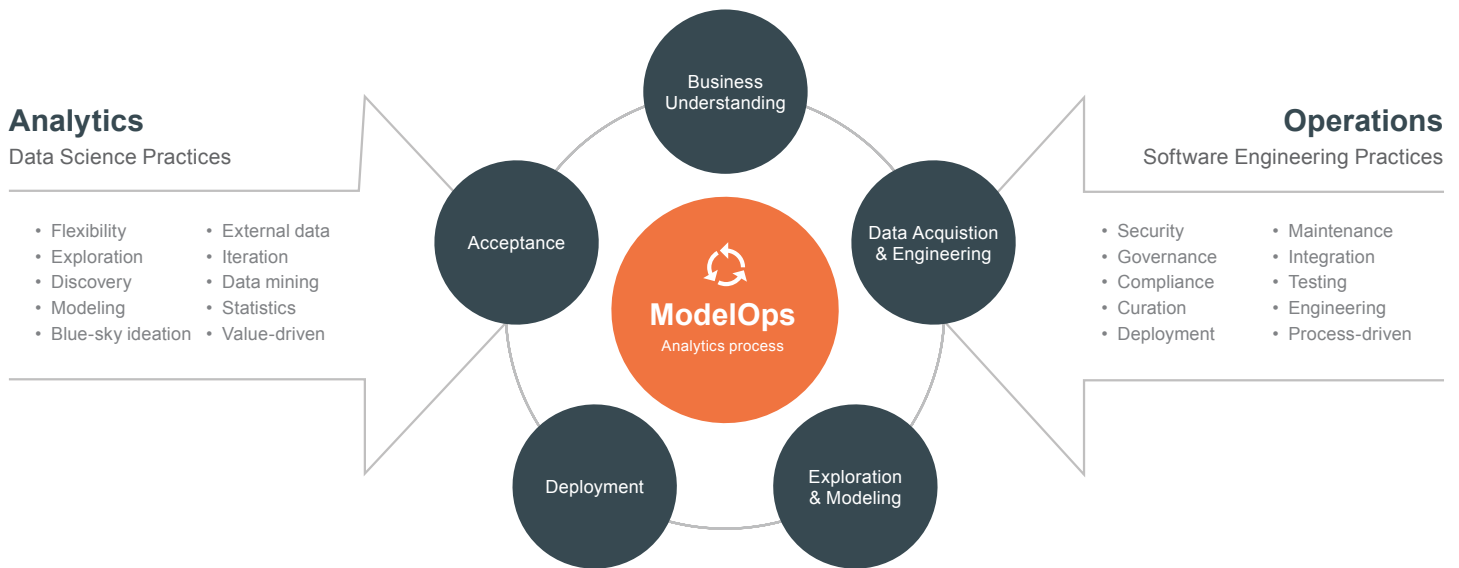 Analytics
Data Science Practices
• Flexibility
• Exploration
• Discovery
• Modeling
• Blue-sky ideation
• External data
• Iteration
• Data mining
• Statistics
• Value-driven
Business
Understanding
Acceptance
Data Acquistion
& Engineering
ModelOps
Analytics process
Deployment
Exploration
& Modeling
Operations
Software Engineering Practices
• Security
• Governance
• Compliance
• Curation
• Deployment
• Maintenance
• Integration
• Testing
• Engineering
• Process-driven